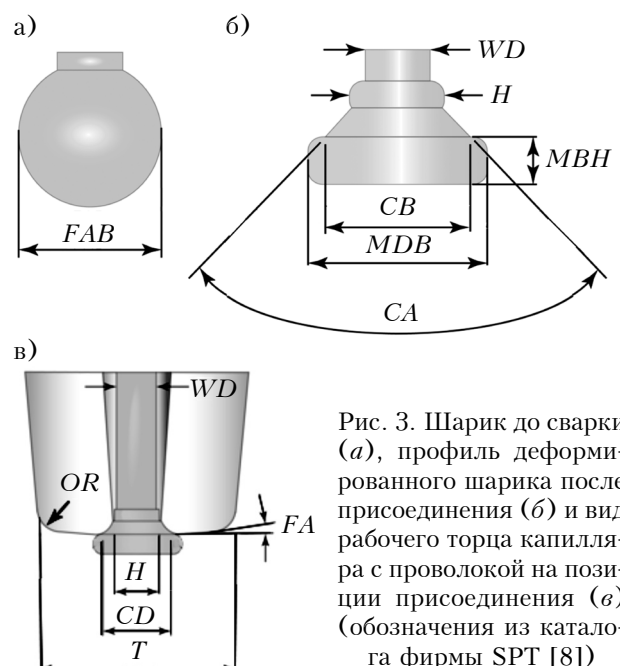 а)
FAB
б)
WD
H
MBH
CB
MDB
CA
в)
WD
OR
FA
H
CD
T
Рис. 3. Шарик до сварки
(а), профиль деформи-
рованного шарика после
присоединения (б) и вид
рабочего торца капилля-
ра с проволокой на пози-
ции присоединения (в)
(обозначения из катало-
га фирмы SPT [8])